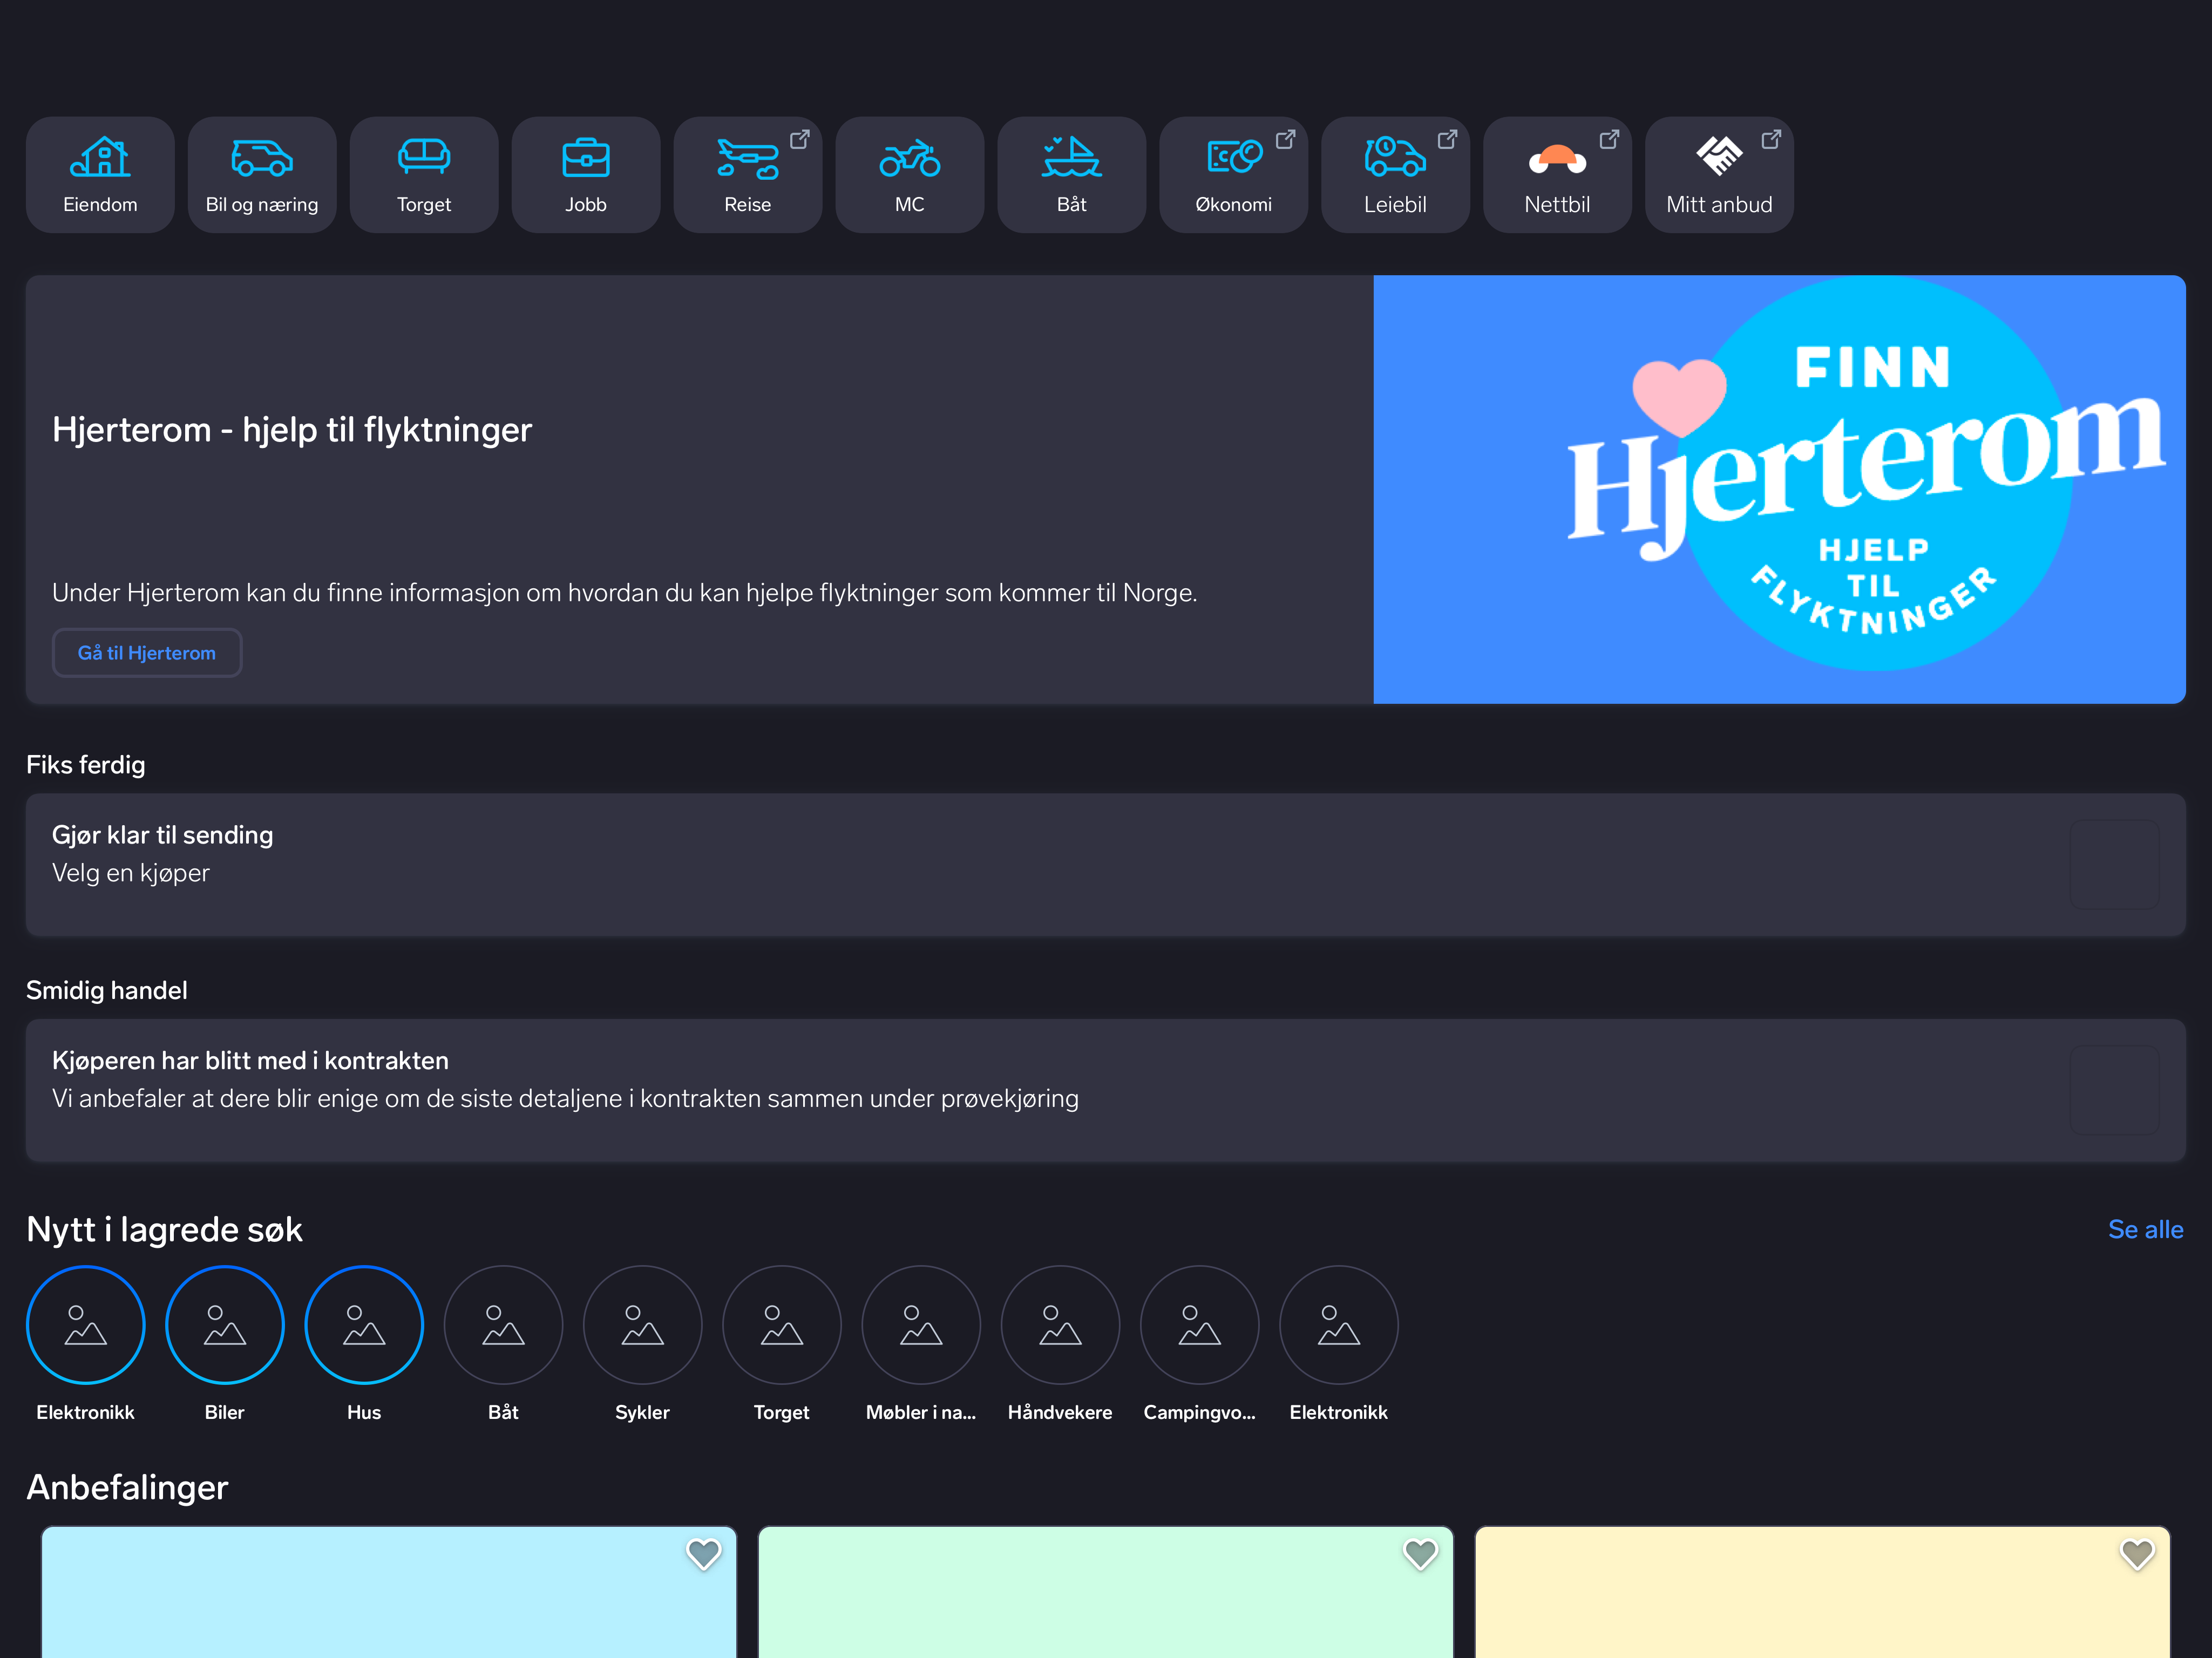 Eiendom
Bil og næring
Torget
Jobb
Reise
MC
Båt
Økonomi
Leiebil
Nettbil
Mitt anbud
Hjerterom - hjelp til flyktninger
Under Hjerterom kan du finne informasjon om hvordan du kan hjelpe flyktninger som kommer til Norge.
Gå til Hjerterom
FINN
Hjerterom
HJELP
TIL
FLYKTNINGER
Fiks ferdig
Gjør klar til sending
Velg en kjøper
Smidig handel
Kjøperen har blitt med i kontrakten
Vi anbefaler at dere blir enige om de siste detaljene i kontrakten sammen under prøvekjøring
Nytt i lagrede søk
Se alle
Elektronikk
Biler
Hus
Båt
Sykler
Torget
Møbler i na...
Håndvekere
Campingvo...
Elektronikk
Anbefalinger